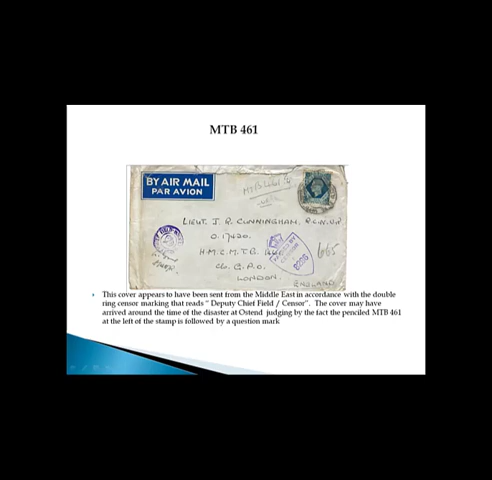 MTB 461
BY AIR MAIL
PAR AVION
LIEUT. J. R. CUNNINGHAM, R.C.N.V.R.
O.17420.
H.M.C.M.T.B.
C/o. G.P.O.
LONDON,
ENGLAND
PASSED BY
665
This cover appears to have been sent from the Middle East in accordance with the double
ring censor marking that reads " Deputy Chief Field / Censor". The cover may have
arrived around the time of the disaster at Ostend judging by the fact the penciled MTB 461
at the left of the stamp is followed by a question mark